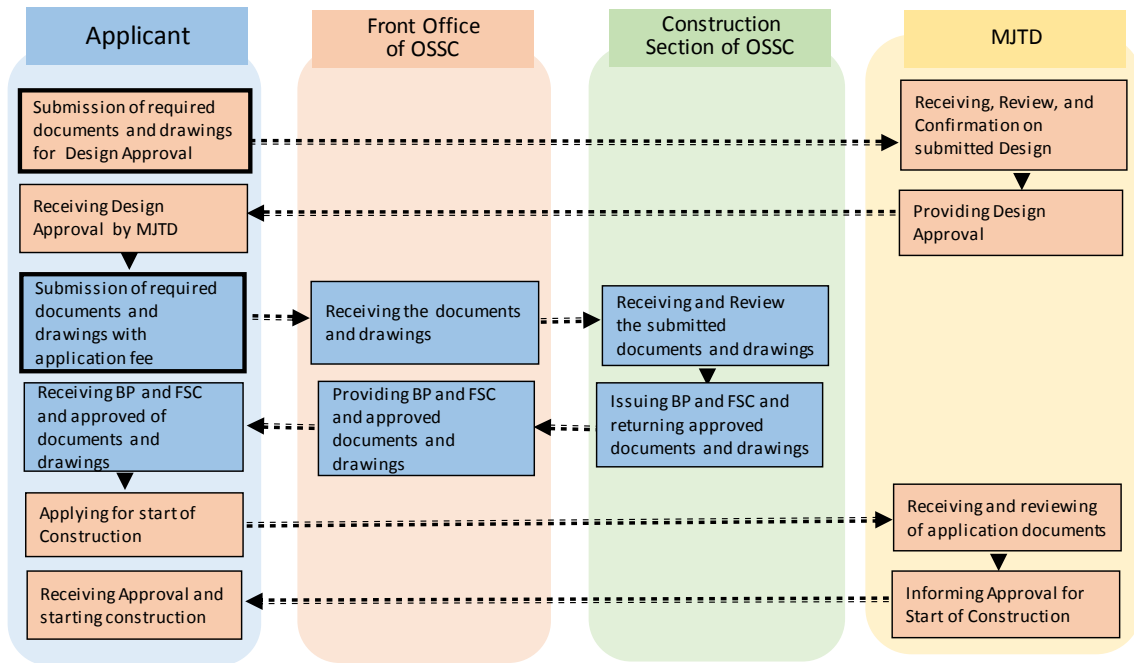 Applicant
Front Office
of OSSC
Construction
Section of OSSC
MJTD
Submission of required
documents and drawings
for Design Approval
Receiving, Review, and
Confirmation on
submitted Design
Receiving Design
Approval by MJTD
Providing Design
Approval
Submission of required
documents and
drawings with
application fee
Receiving the documents
and drawings
Receiving and Review
the submitted
documents and drawings
Receiving BP and FSC
and approved of
documents and
drawings
Providing BP and FSC
and approved
documents and
drawings
Issuing BP and FSC and
returning approved
documents and drawings
Applying for start of
Construction
Receiving and reviewing
of application documents
Receiving Approval and
starting construction
Informing Approval for
Start of Construction